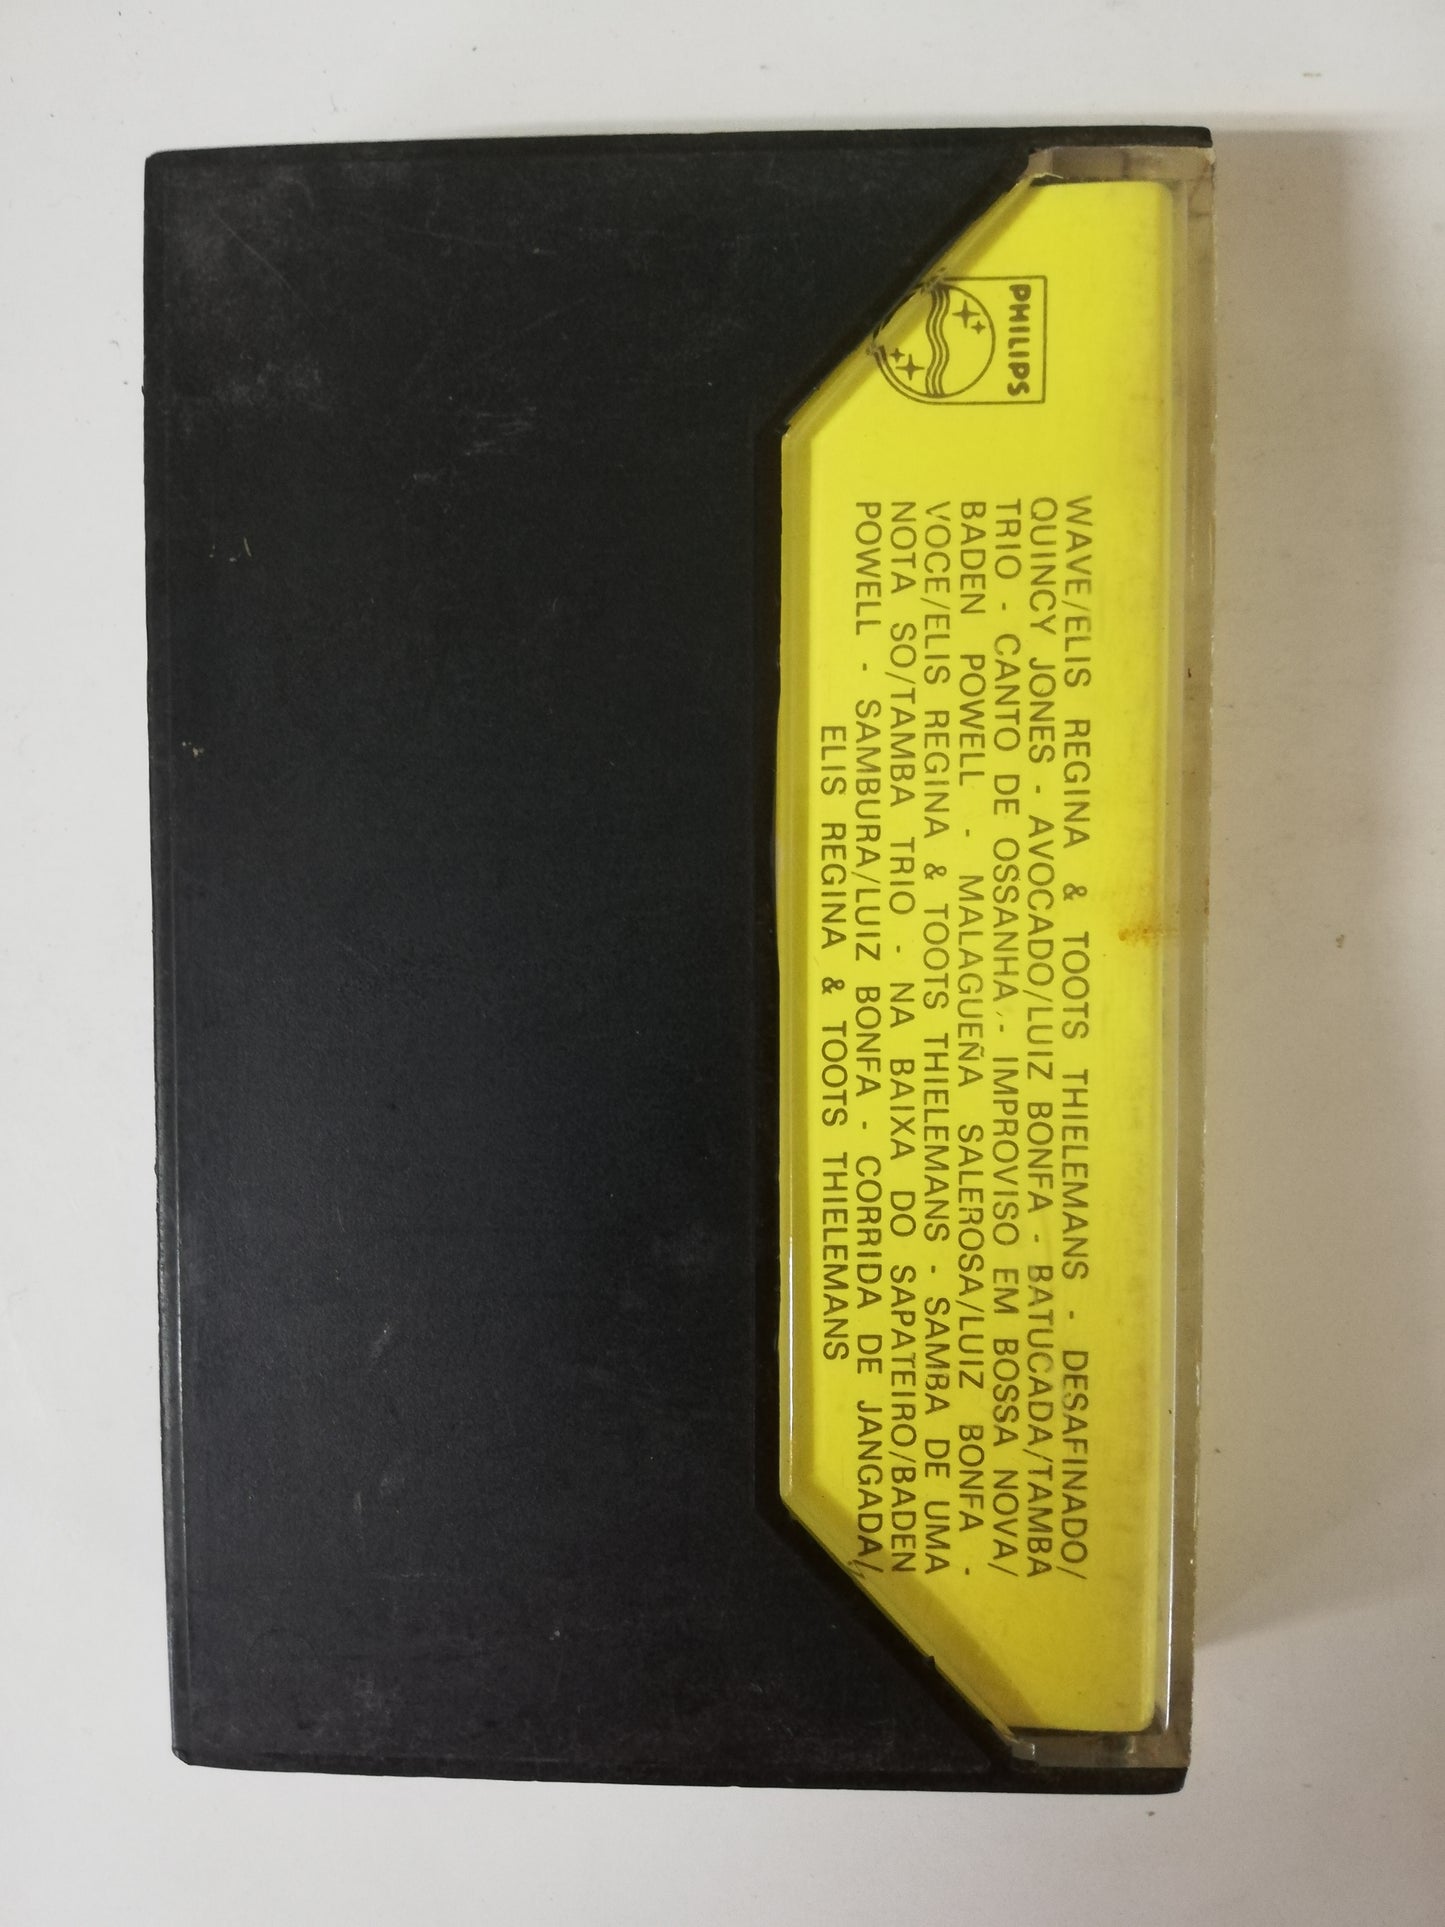 PHILIPS
WAVE/ELIS REGINA & TOOTS THIELEMANS - DESAFINADO/
QUINCY JONES - AVOCADO/LUIZ BONFA - BATUCADA/TAMBA
TRIO - CANTO DE OSSANHA - IMPROVISO EM BOSSA NOVA/
BADEN POWELL - MALAGUEÑA SALEROSA/LUIZ BONFA -
VOCE/ELIS REGINA & TOOTS THIELEMANS - SAMBA DE UMA
NOTA SO/TAMBA TRIO - NA BAIXA DO SAPATEIRO/BADEN
POWELL - SAMBURA/LUIZ BONFA - CORRIDA DE JANGADA/
ELIS REGINA & TOOTS THIELEMANS